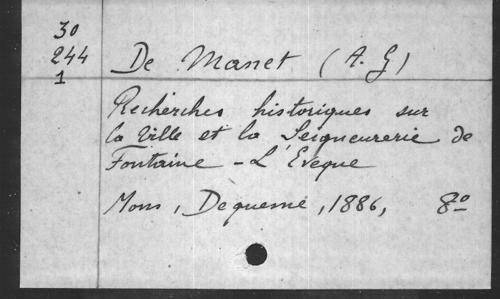 30
244
1
De Manet (A. G)
Recherches historiques sur
la Ville et la Seigneurerie de
Fontaine - L'Eveque
Mons, Dequesne, 1886, 8º